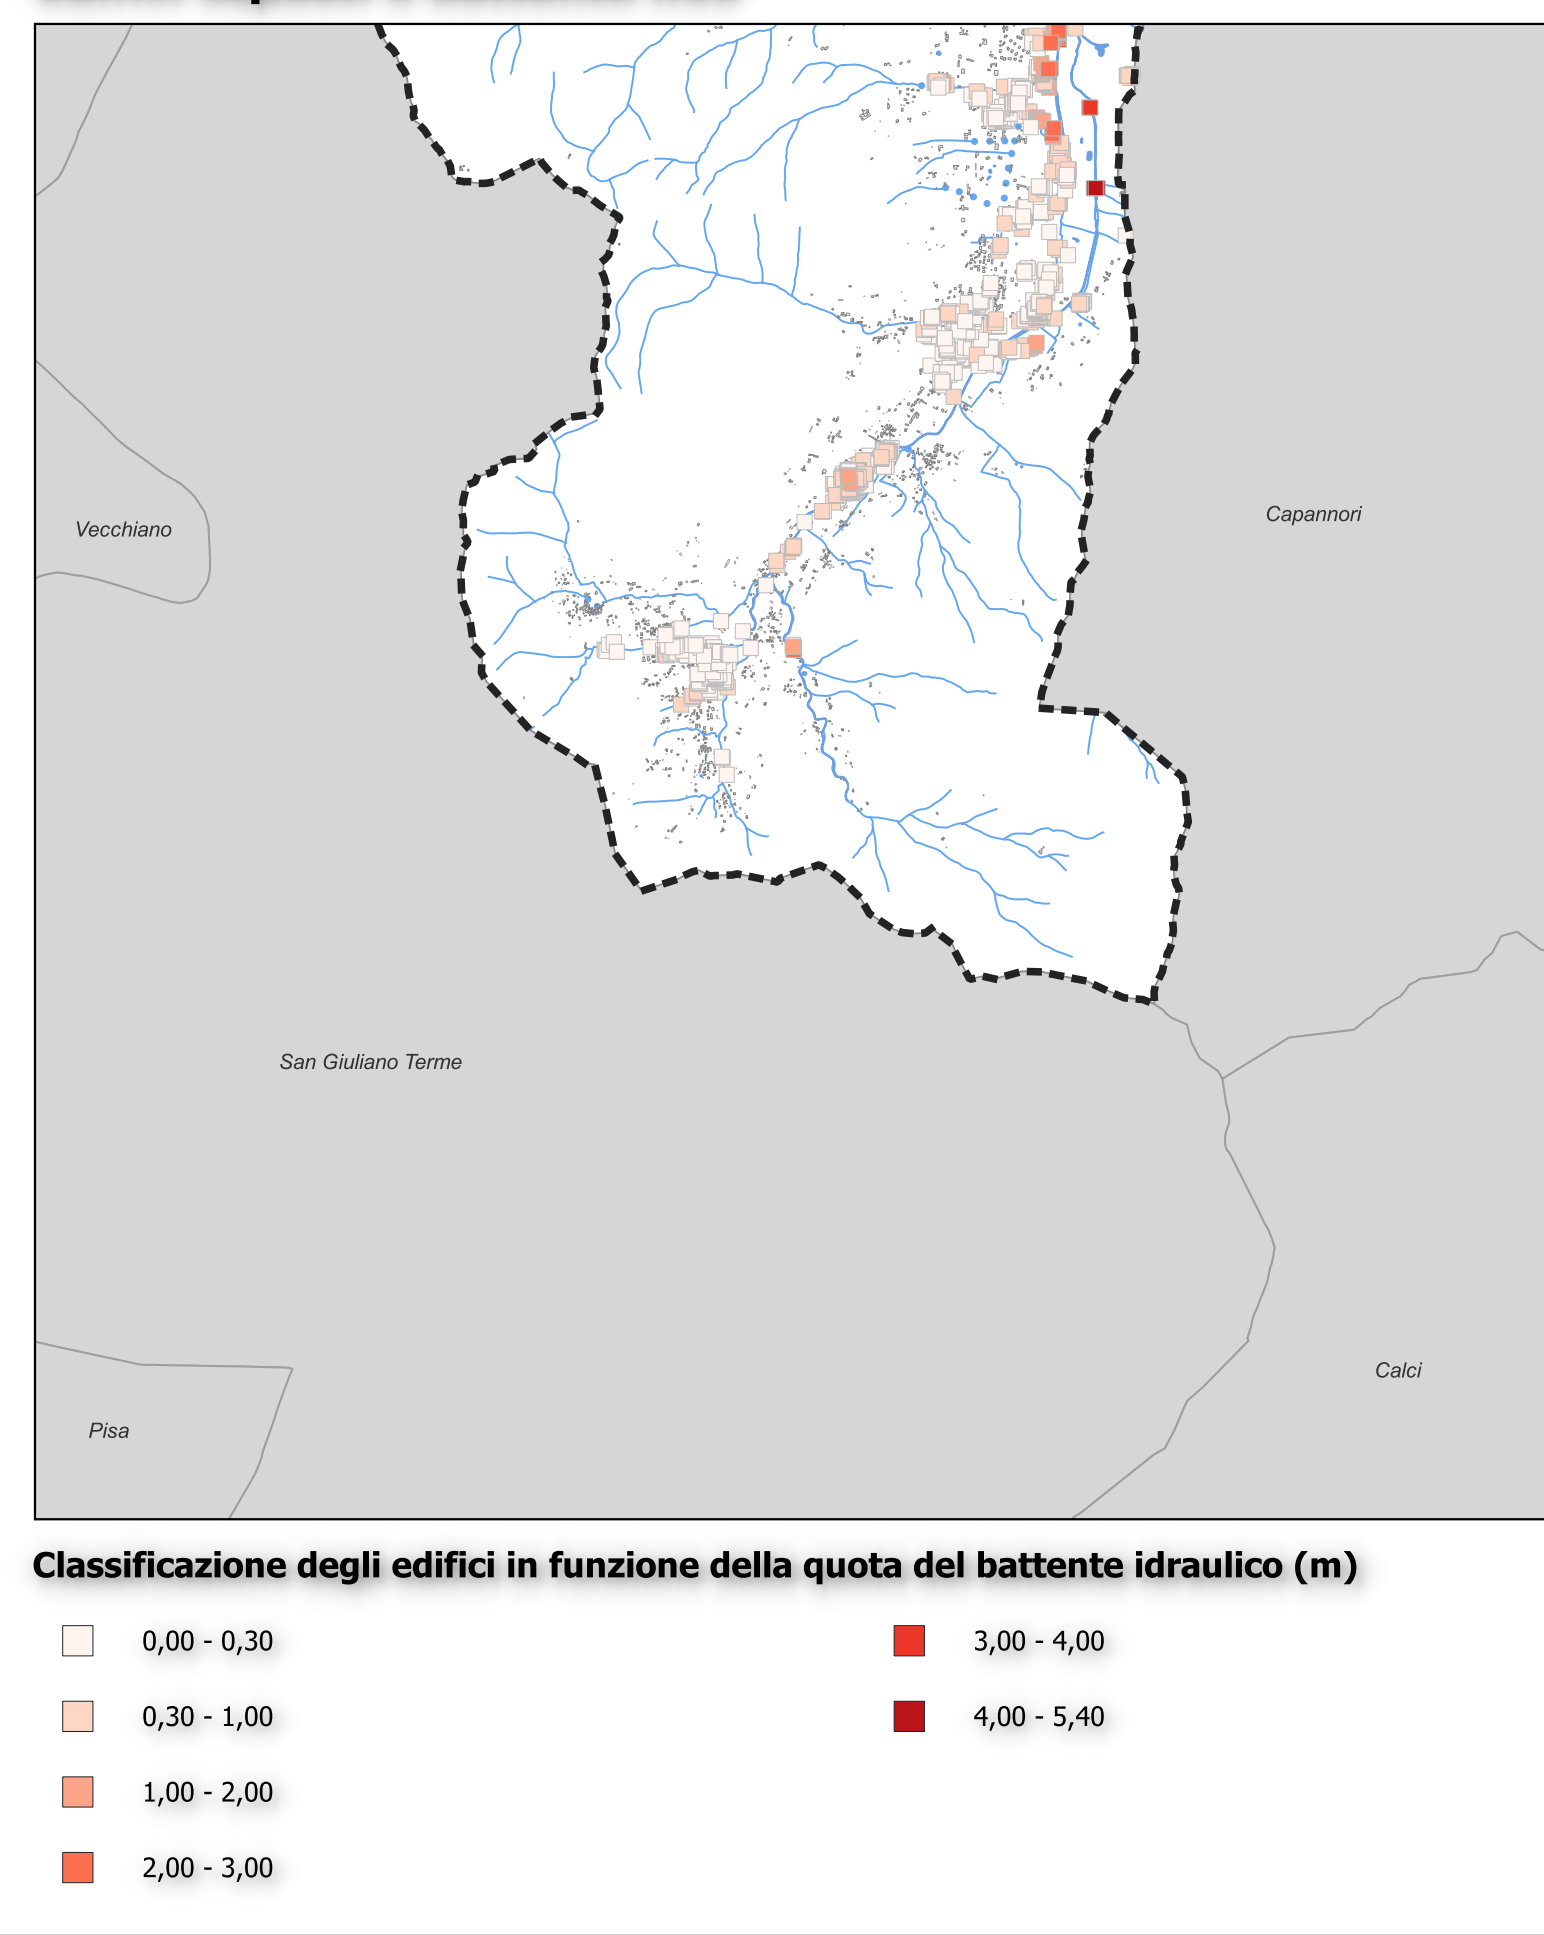 Vecchiano
Capannori
San Giuliano Terme
Calci
Pisa
Classificazione degli edifici in funzione della quota del battente idraulico (m)
0,00 - 0,30
0,30 - 1,00
1,00 - 2,00
2,00 - 3,00
3,00 - 4,00
4,00 - 5,40